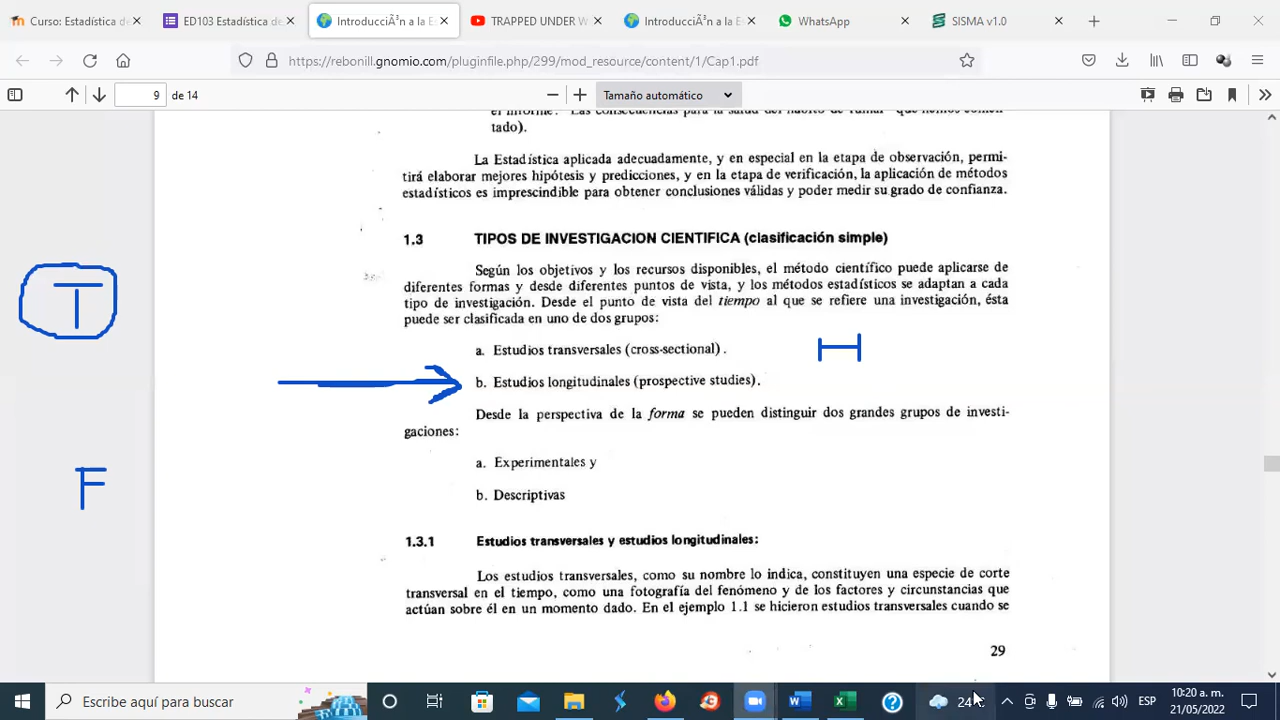 Curso: Estadística de
ED103 Estadística de
IntroducciÃ³n a la E
TRAPPED UNDER W
IntroducciÃ³n a la E
WhatsApp
SISMA v1.0
https://rebonill.gnomio.com/pluginfile.php/299/mod_resource/content/1/Cap1.pdf
9 de 14
Tamaño automático
tado).
La Estadística aplicada adecuadamente, y en especial en la etapa de observación, permi-
tirá elaborar mejores hipótesis y predicciones, y en la etapa de verificación, la aplicación de métodos
estadísticos es imprescindible para obtener conclusiones válidas y poder medir su grado de confianza.
1.3 TIPOS DE INVESTIGACION CIENTIFICA (clasificación simple)
Según los objetivos y los recursos disponibles, el método científico puede aplicarse de
diferentes formas y desde diferentes puntos de vista, y los métodos estadísticos se adaptan a cada
tipo de investigación. Desde el punto de vista del tiempo al que se refiere una investigación, ésta
puede ser clasificada en uno de dos grupos:
T
a. Estudios transversales (cross-sectional).
b. Estudios longitudinales (prospective studies).
Desde la perspectiva de la forma se pueden distinguir dos grandes grupos de investi-
gaciones:
a. Experimentales y
F
b. Descriptivas
1.3.1 Estudios transversales y estudios longitudinales:
Los estudios transversales, como su nombre lo indica, constituyen una especie de corte
transversal en el tiempo, como una fotografía del fenómeno y de los factores y circunstancias que
actúan sobre él en un momento dado. En el ejemplo 1.1 se hicieron estudios transversales cuando se
29
Escribe aquí para buscar
24°C
ESP
10:20 a. m.
21/05/2022